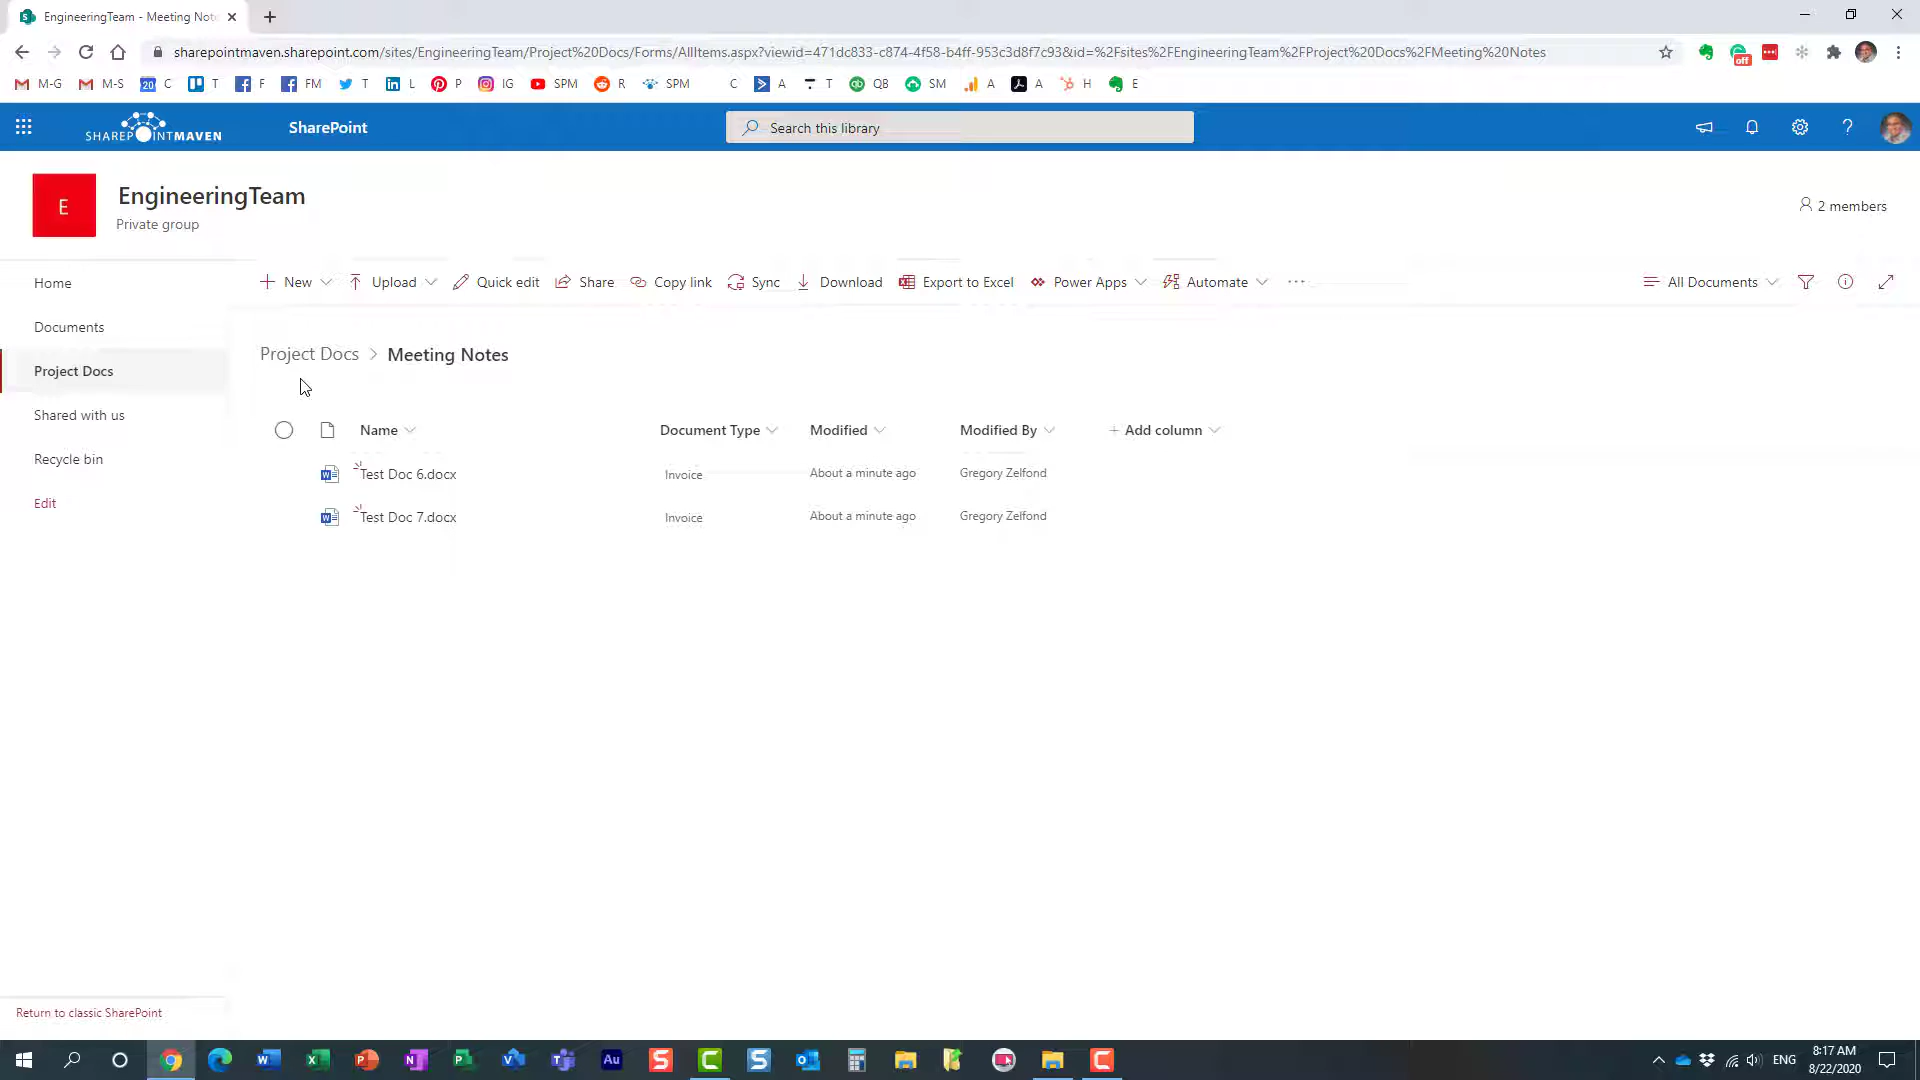 EngineeringTeam - Meeting Not
sharepointmaven.sharepoint.com/sites/EngineeringTeam/Project%20Docs/Forms/AllItems.aspx?viewid=471dc833-c874-4f58-b4ff-953c3d8f7c93&id=%2Fsites%2FEngineeringTeam%2FProject%20Docs%2FMeeting%20Notes
off
M-G M-S 20 C T F FM T L P IG SPM R SPM C A T QB SM A A H E
SHAREPOINTMAVEN SharePoint Search this library ?
E
EngineeringTeam
Private group
2 members
Home
Documents
Project Docs
Shared with us
Recycle bin
Edit
New Upload Quick edit Share Copy link Sync Download Export to Excel Power Apps Automate ... All Documents
Project Docs > Meeting Notes
Name Document Type Modified Modified By + Add column
Test Doc 6.docx Invoice About a minute ago Gregory Zelfond
Test Doc 7.docx Invoice About a minute ago Gregory Zelfond
Return to classic SharePoint
Au
ENG
8:17 AM
8/22/2020